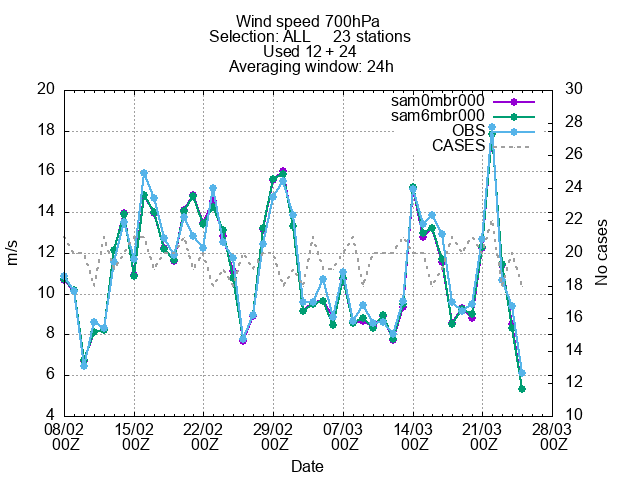 Wind speed 700hPa
Selection: ALL 23 stations
Used 12 + 24
Averaging window: 24h
20 30
sam0mbr000
sam6mbr000
OBS
CASES
18 28
16 26
14 24
12 22
10 20
8 18
6 16
4 14
12
10
m/s
No cases
08/02 15/02 22/02 29/02 07/03 14/03 21/03 28/03
00Z 00Z 00Z 00Z 00Z 00Z 00Z 00Z
Date